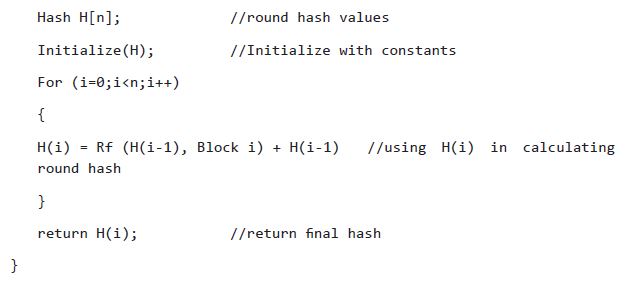 Hash H[n]; //round hash values
Initialize(H); //Initialize with constants
For (i=0;i<n;i++)
{
H(i) = Rf (H(i-1), Block i) + H(i-1) //using H(i) in calculating
round hash
}
return H(i); //return final hash
}